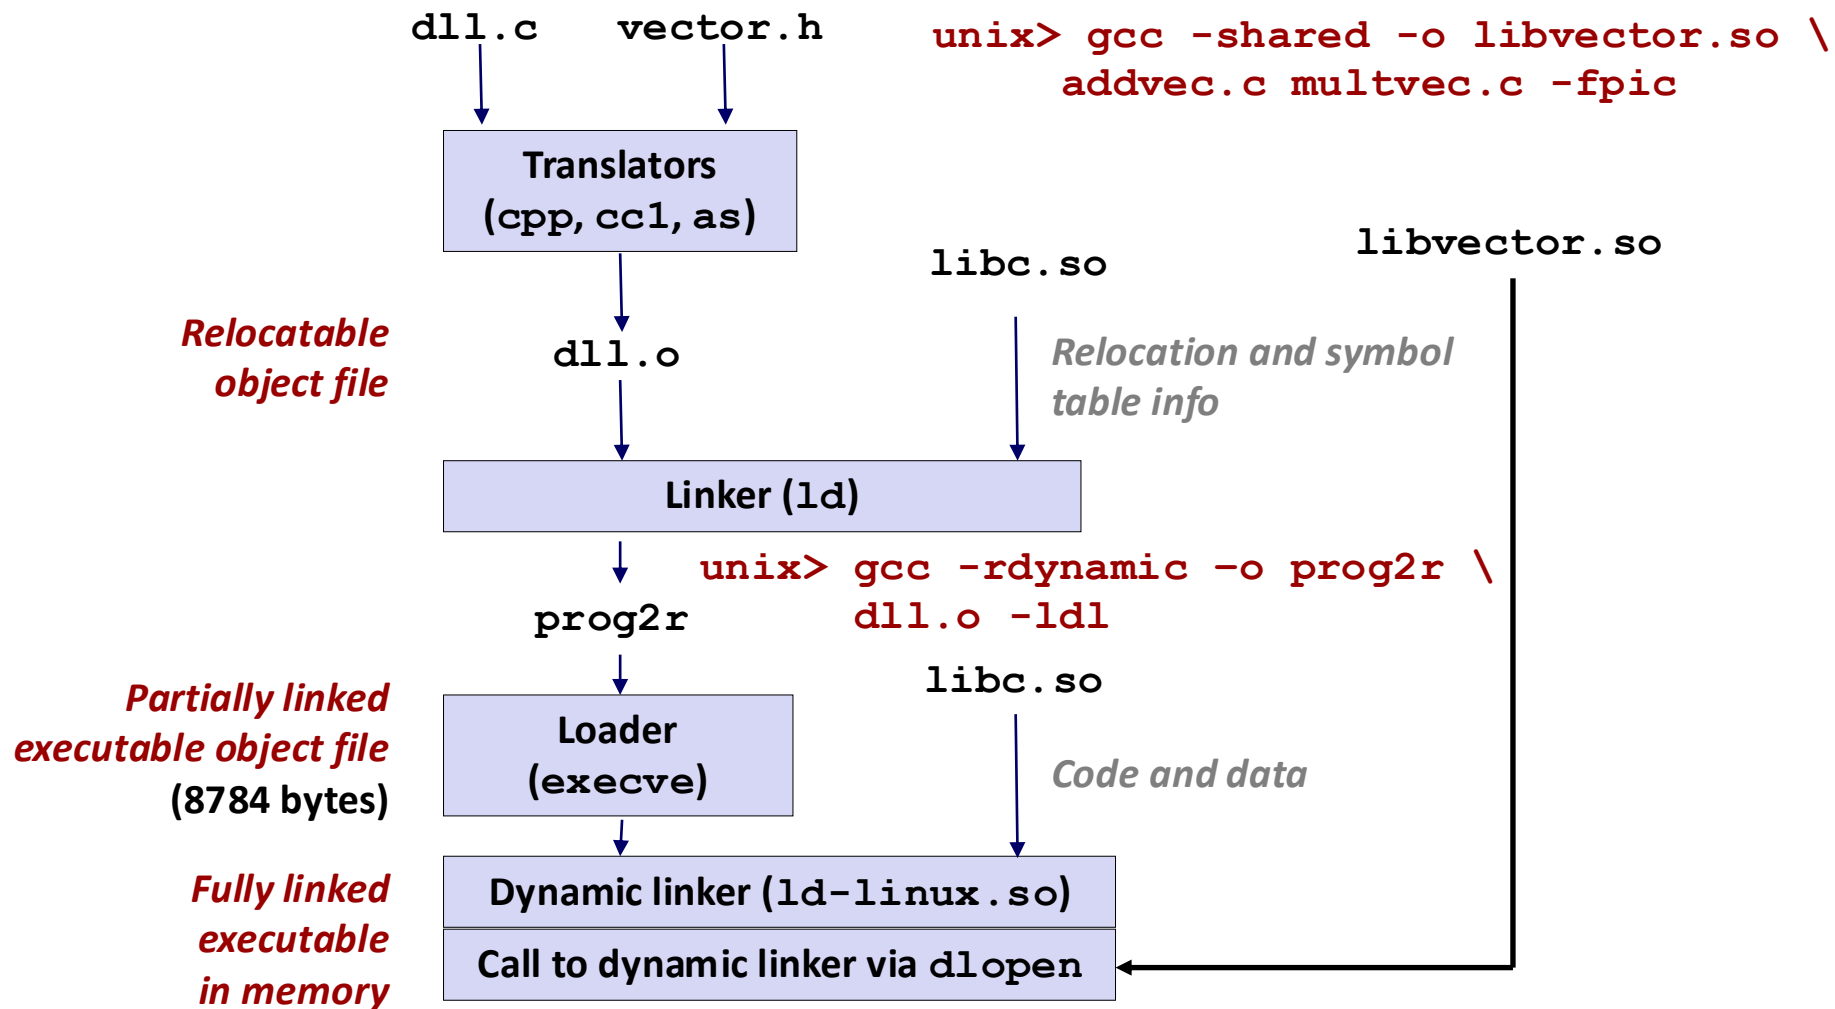 dll.c vector.h
unix> gcc -shared -o libvector.so \
addvec.c multvec.c -fpic
Translators
(cpp, cc1, as)
libc.so
libvector.so
Relocatable
object file
dll.o
Relocation and symbol
table info
Linker (ld)
unix> gcc -rdynamic –o prog2r \
dll.o -ldl
prog2r
libc.so
Partially linked
executable object file
(8784 bytes)
Loader
(execve)
Code and data
Fully linked
executable
in memory
Dynamic linker (ld-linux.so)
Call to dynamic linker via dlopen